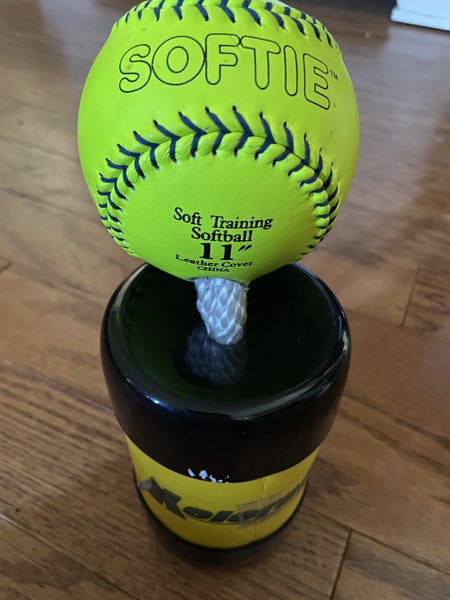 SOFTIE™
Soft Training
Softball
11"
Leather Cover
CHINA